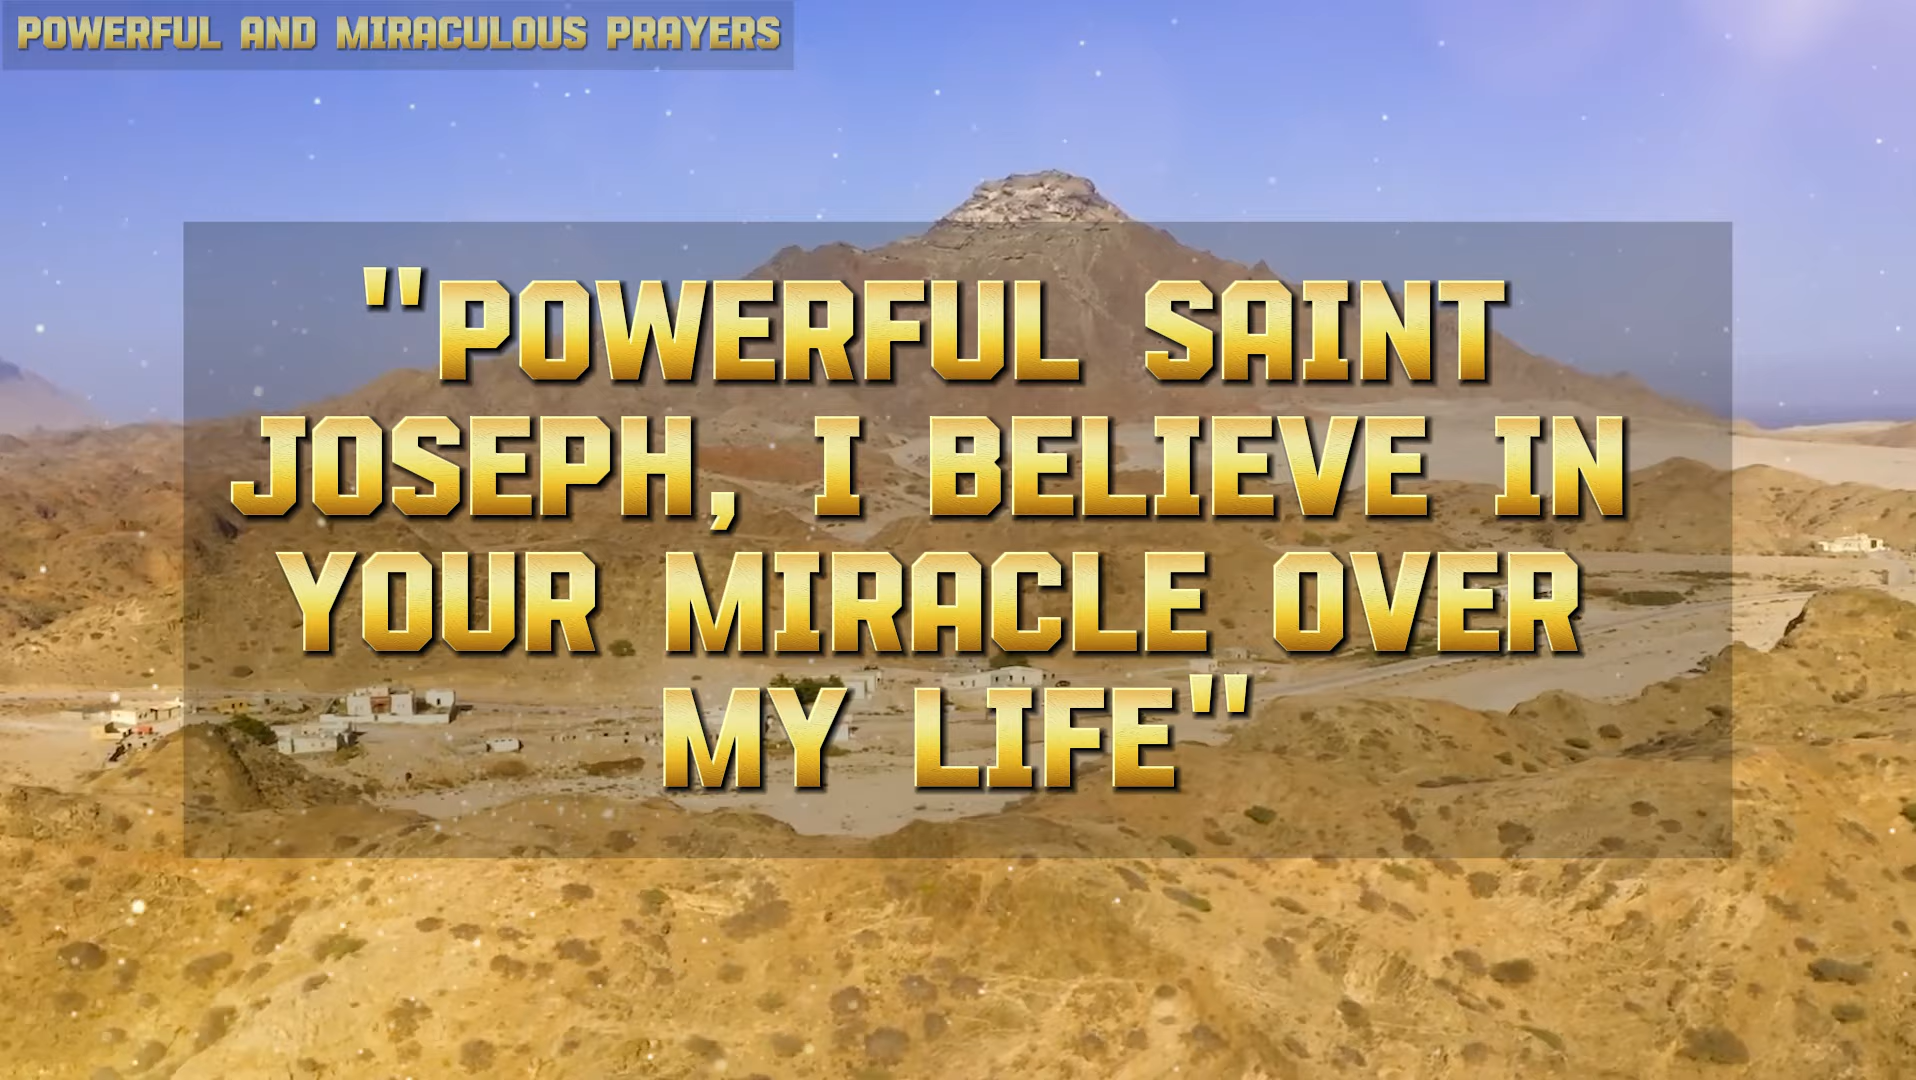 POWERFUL AND MIRACULOUS PRAYERS
"POWERFUL SAINT
JOSEPH, I BELIEVE IN
YOUR MIRACLE OVER
MY LIFE"